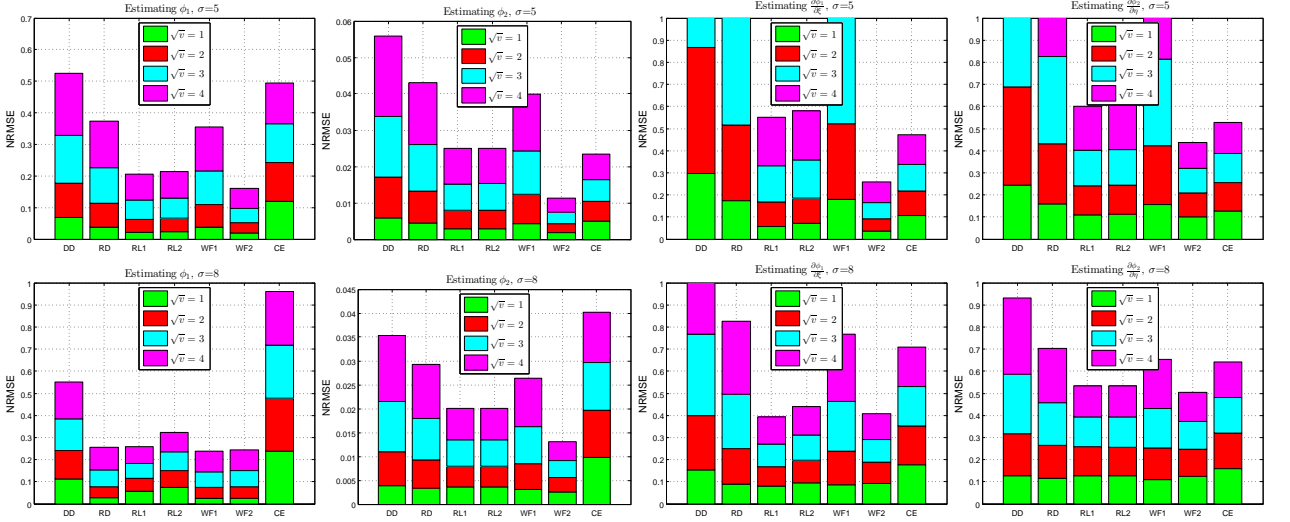 Estimating ϕ₁, σ=5
NRMSE
0.7
0.6
0.5
0.4
0.3
0.2
0.1
0
√v = 1
√v = 2
√v = 3
√v = 4
DD RD RL1 RL2 WF1 WF2 CE
Estimating ϕ₂, σ=5
NRMSE
0.06
0.05
0.04
0.03
0.02
0.01
0
√v = 1
√v = 2
√v = 3
√v = 4
DD RD RL1 RL2 WF1 WF2 CE
Estimating ∂ϕ₁/∂ξ, σ=5
NRMSE
1
0.9
0.8
0.7
0.6
0.5
0.4
0.3
0.2
0.1
0
√v = 1
√v = 2
√v = 3
√v = 4
DD RD RL1 RL2 WF1 WF2 CE
Estimating ∂ϕ₂/∂η, σ=5
NRMSE
1
0.9
0.8
0.7
0.6
0.5
0.4
0.3
0.2
0.1
0
√v = 1
√v = 2
√v = 3
√v = 4
DD RD RL1 RL2 WF1 WF2 CE
Estimating ϕ₁, σ=8
NRMSE
1
0.9
0.8
0.7
0.6
0.5
0.4
0.3
0.2
0.1
0
√v = 1
√v = 2
√v = 3
√v = 4
DD RD RL1 RL2 WF1 WF2 CE
Estimating ϕ₂, σ=8
NRMSE
0.045
0.04
0.035
0.03
0.025
0.02
0.015
0.01
0.005
0.000
√v = 1
√v = 2
√v = 3
√v = 4
DD RD RL1 RL2 WF1 WF2 CE
Estimating ∂ϕ₁/∂ξ, σ=8
NRMSE
1
0.9
0.8
0.7
0.6
0.5
0.4
0.3
0.2
0.1
0
√v = 1
√v = 2
√v = 3
√v = 4
DD RD RL1 RL2 WF1 WF2 CE
Estimating ∂ϕ₂/∂η, σ=8
NRMSE
1
0.9
0.8
0.7
0.6
0.5
0.4
0.3
0.2
0.1
0
√v = 1
√v = 2
√v = 3
√v = 4
DD RD RL1 RL2 WF1 WF2 CE